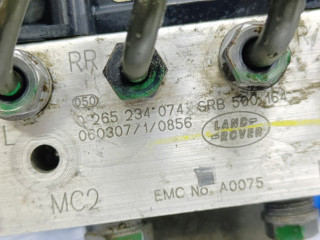 RR
050
0 265 234 074 SRB 500 164
060307/1/0856
LAND-
-ROVER
L
MC2
EMC No. A0075